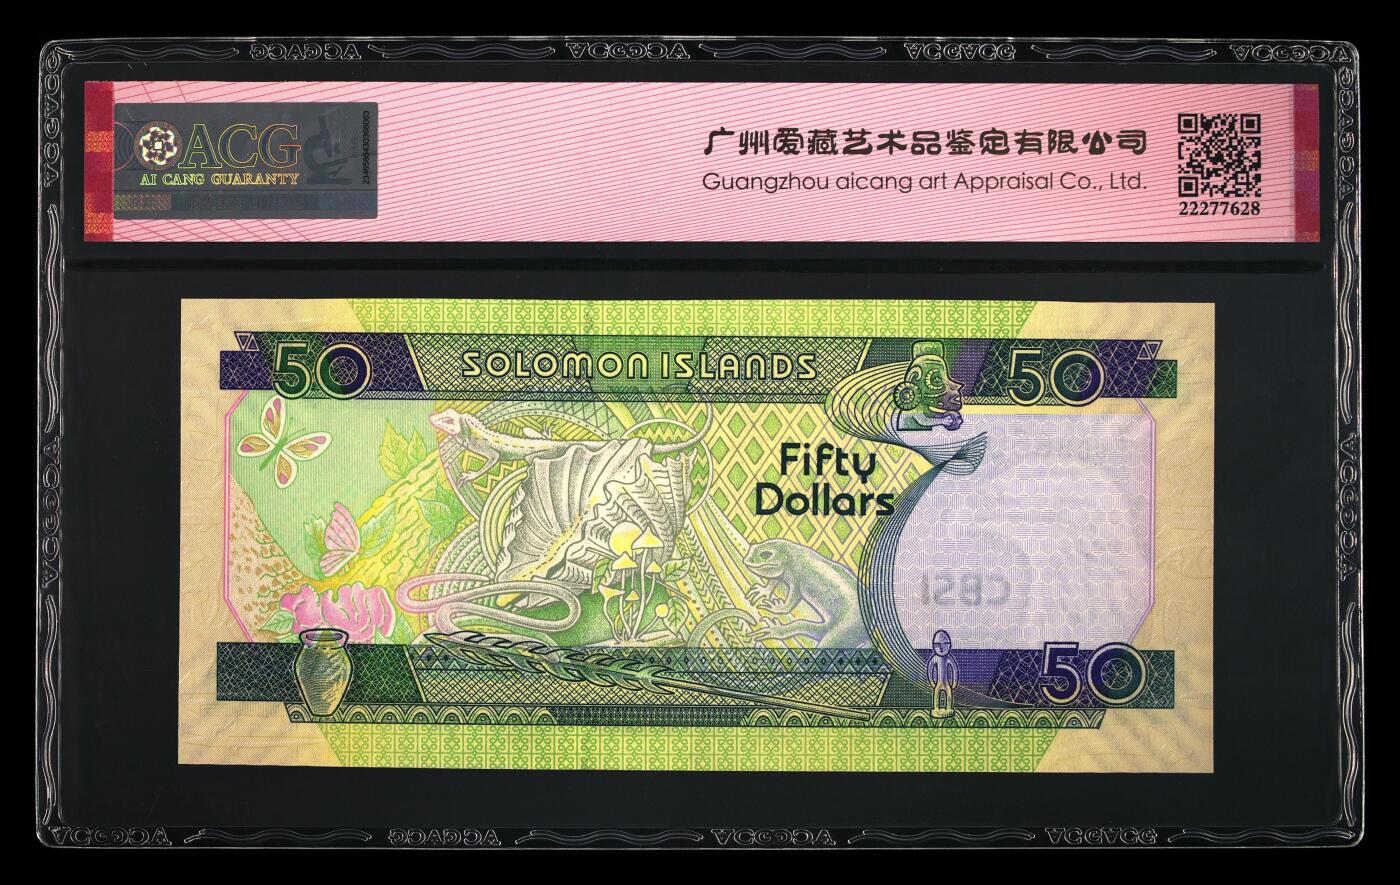 ACG
AI CANG GUARANTY
广州爱藏艺术品鉴定有限公司
Guangzhou aicang art Appraisal Co., Ltd.
22277628
50 SOLOMON ISLANDS 50
Fifty
Dollars
CBSI
50